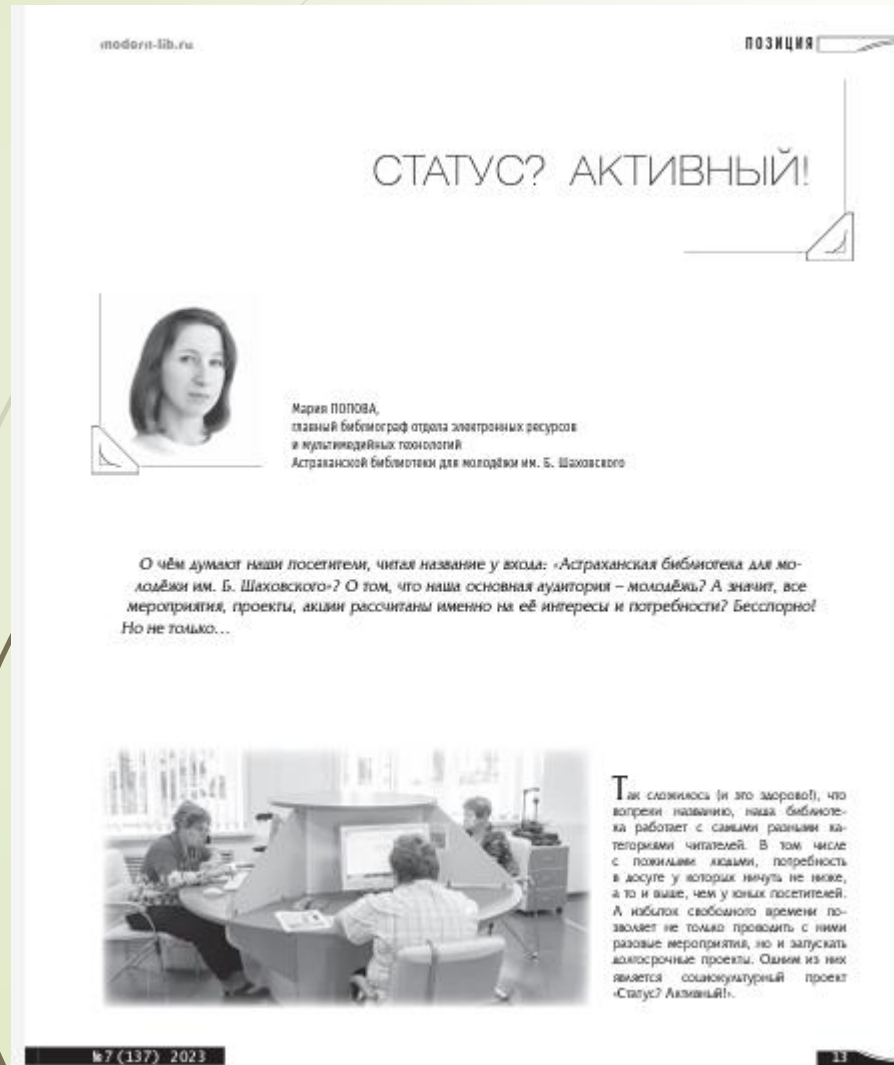 modern-lib.ru
ПОЗИЦИЯ
СТАТУС? АКТИВНЫЙ!
Мария ПОПОВА,
главный библиограф отдела электронных ресурсов
и мультимедийных технологий
Астраханской библиотеки для молодёжи им. Б. Шаховского
О чём думают наши посетители, читая название у входа: «Астраханская библиотека для мо-
лодёжи им. Б. Шаховского»? О том, что наша основная аудитория – молодёжь? А значит, все
мероприятия, проекты, акции рассчитаны именно на её интересы и потребности? Бесспорно!
Но не только…
Так сложилось (и это здорово!), что
вопреки названию, наша библиоте-
ка работает с самыми разными ка-
тегориями читателей. В том числе
с пожилыми людьми, потребность
в досуге у которых ничуть не ниже,
а то и выше, чем у юных посетителей.
А избыток свободного времени по-
зволяет не только проводить с ними
разовые мероприятия, но и запускать
долгосрочные проекты. Одним из них
является социокультурный проект
«Статус? Активный!».
№7 (137) 2023
13